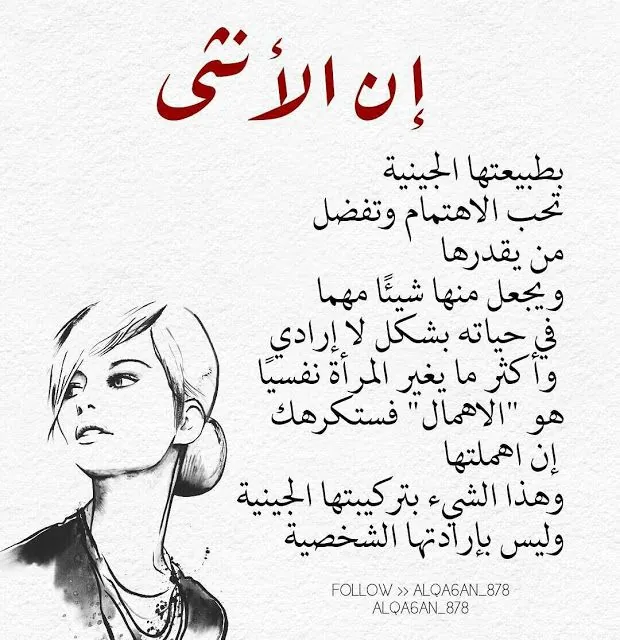 إن الأنثى
بطبيعتها الجينية
تحب الاهتمام وتفضل
من يقدرها
ويجعل منها شيئًا مهما
في حياته بشكل لا إرادي
وأكثر ما يغير المرأة نفسيًا
هو "الاهمال" فستكرهك
إن اهملتها
وهذا الشيء بتركيبتها الجينية
وليس بإرادتها الشخصية
FOLLOW >> ALQA6AN_878
ALQA6AN_878